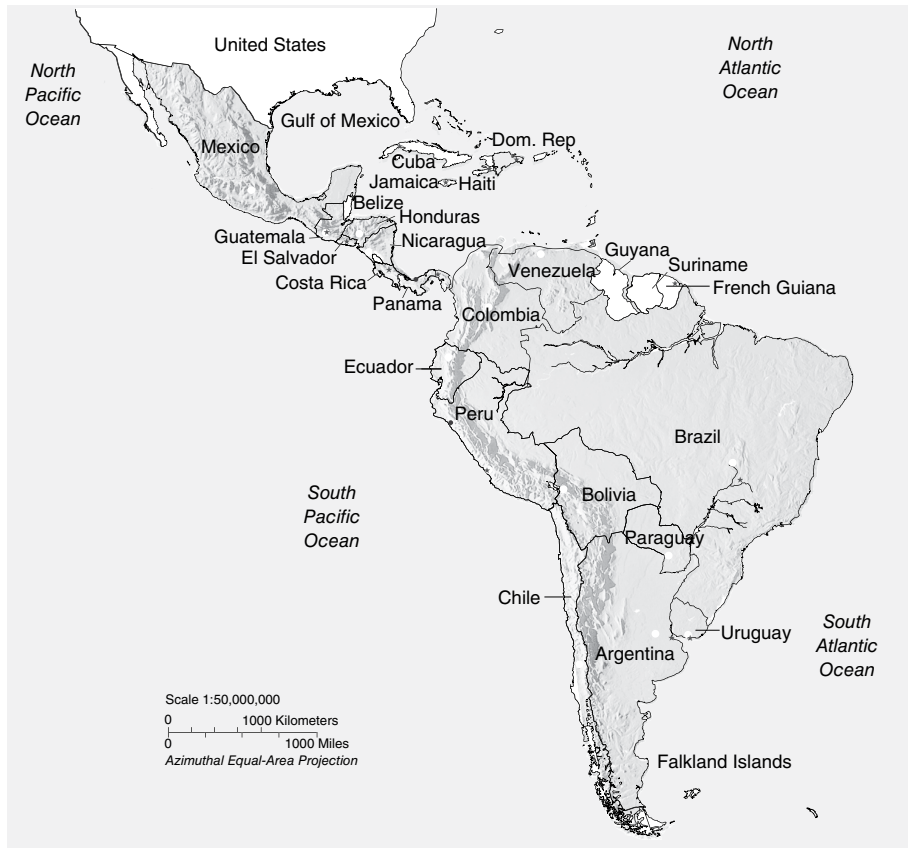 United States
North
Pacific
Ocean
North
Atlantic
Ocean
Gulf of Mexico
Mexico
Dom. Rep
Cuba
Jamaica
Haiti
Belize
Honduras
Guatemala
Nicaragua
El Salvador
Costa Rica
Panama
Guyana
Venezuela
Suriname
French Guiana
Colombia
Ecuador
Peru
Brazil
South
Pacific
Ocean
Bolivia
Paraguay
Chile
Uruguay
South
Atlantic
Ocean
Argentina
Scale 1:50,000,000
0 1000 Kilometers
0 1000 Miles
Azimuthal Equal-Area Projection
Falkland Islands